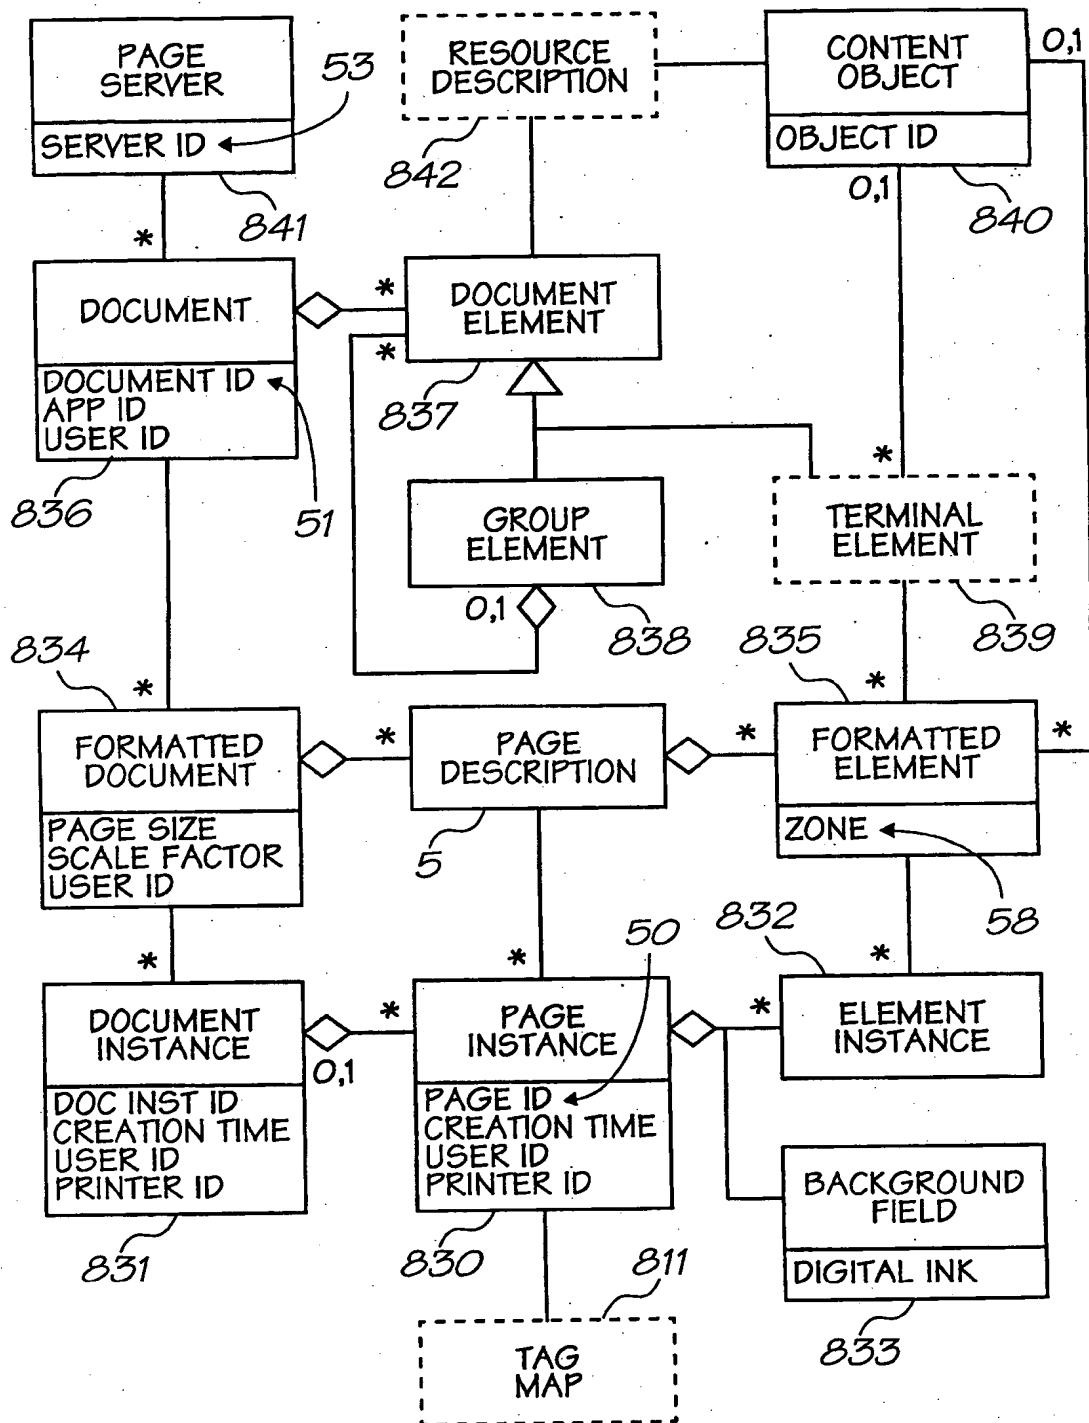 PAGE
SERVER
SERVER ID
53
841
*
RESOURCE
DESCRIPTION
842
CONTENT
OBJECT
OBJECT ID
0,1
0,1
840
DOCUMENT
DOCUMENT ID
APP ID
USER ID
836
51
*
*
DOCUMENT
ELEMENT
837
GROUP
ELEMENT
0,1
838
*
TERMINAL
ELEMENT
839
834
*
FORMATTED
DOCUMENT
PAGE SIZE
SCALE FACTOR
USER ID
*
PAGE
DESCRIPTION
5
835
*
*
*
FORMATTED
ELEMENT
ZONE
58
*
DOCUMENT
INSTANCE
0,1
DOC INST ID
CREATION TIME
USER ID
PRINTER ID
831
50
*
*
PAGE
INSTANCE
PAGE ID
CREATION TIME
USER ID
PRINTER ID
830
832
*
*
ELEMENT
INSTANCE
BACKGROUND
FIELD
DIGITAL INK
833
811
TAG
MAP